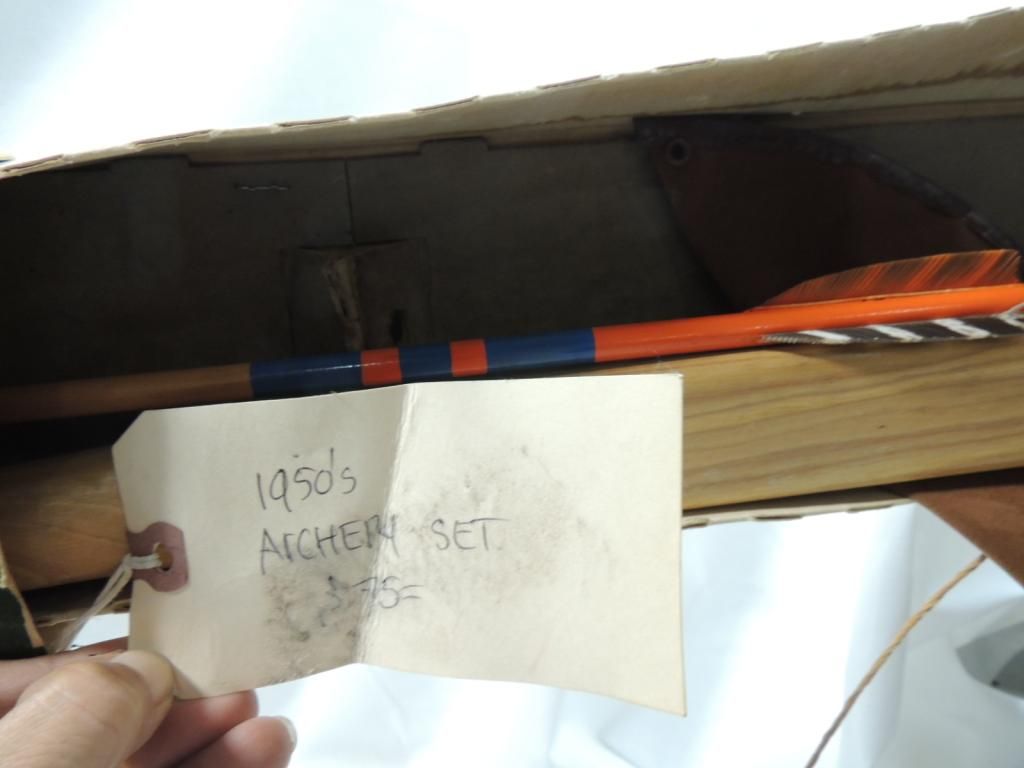 1950's
ARCHERY SET
$75=